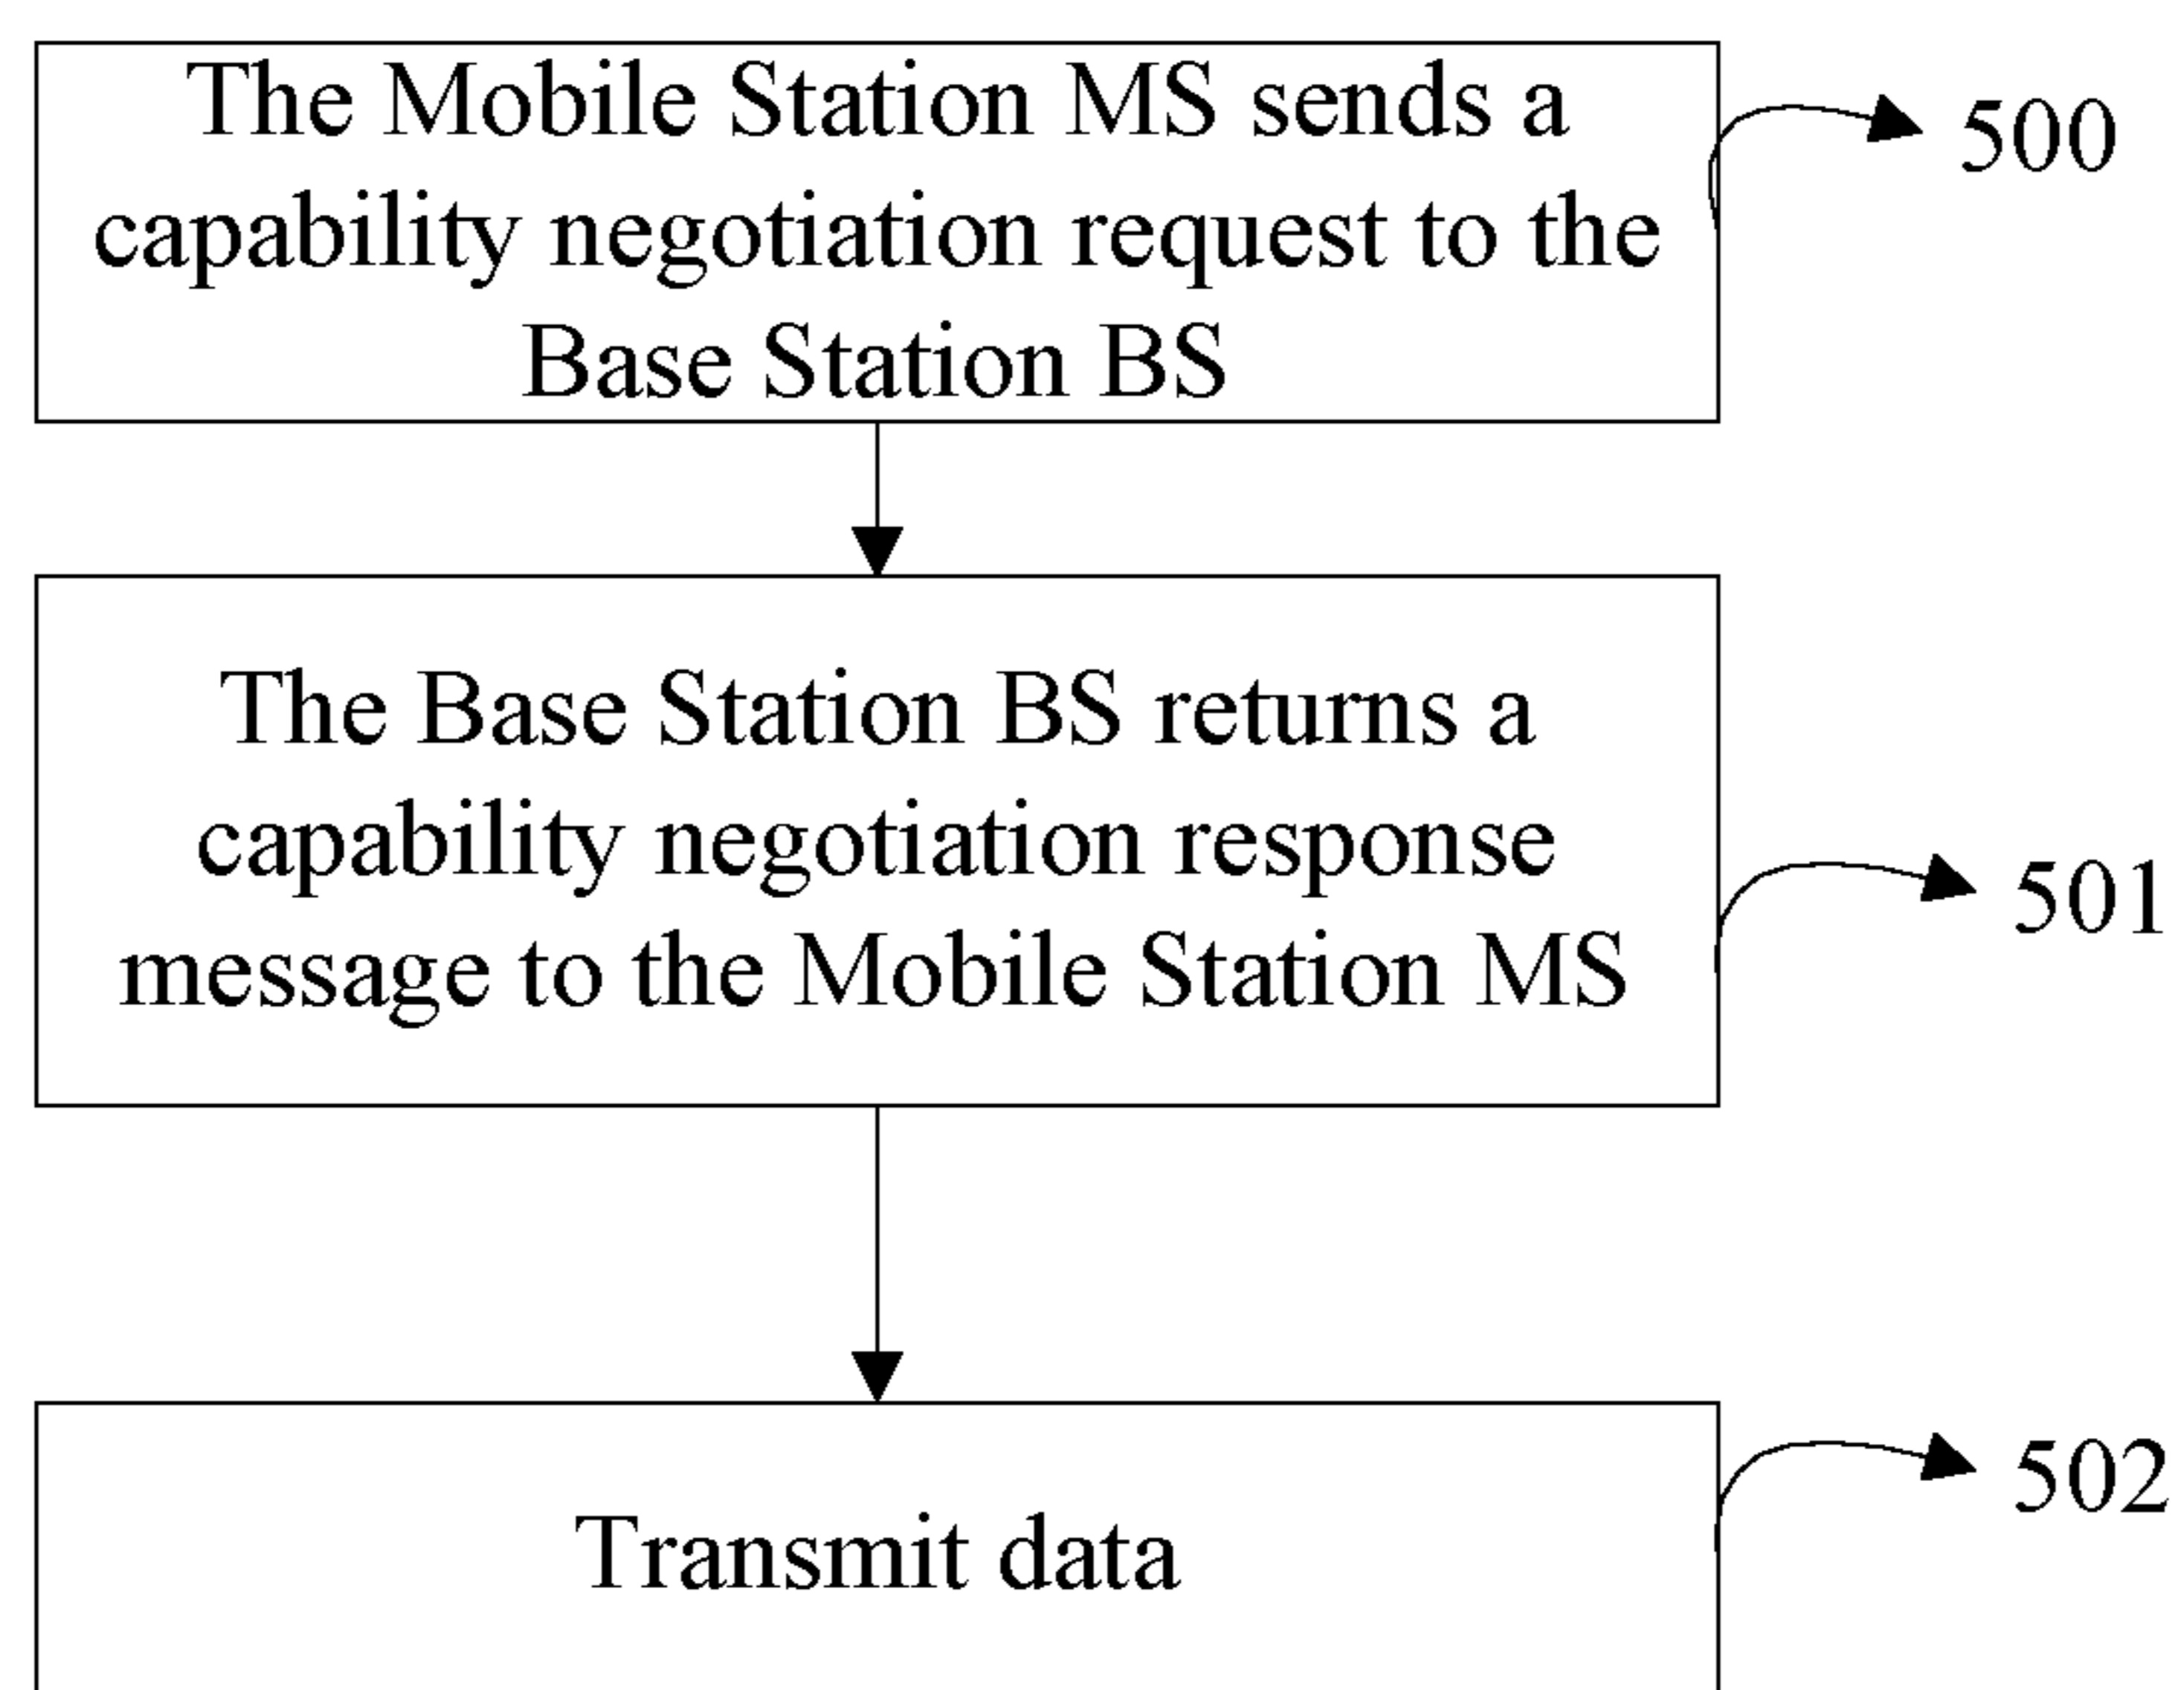 The Mobile Station MS sends a
capability negotiation request to the
Base Station BS
500
The Base Station BS returns a
capability negotiation response
message to the Mobile Station MS
501
Transmit data
502